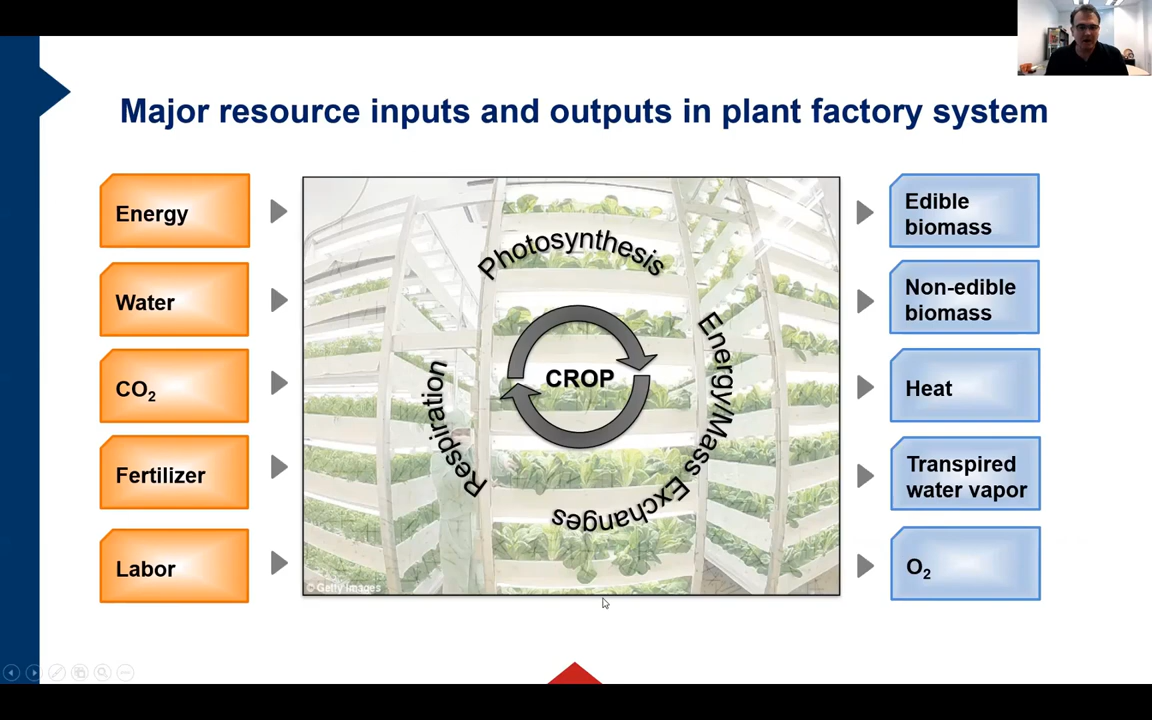 Major resource inputs and outputs in plant factory system
Energy
Water
CO₂
Fertilizer
Labor
Photosynthesis
Energy/Mass Exchanges
Respiration
CROP
© Getty Images
Edible
biomass
Non-edible
biomass
Heat
Transpired
water vapor
O₂